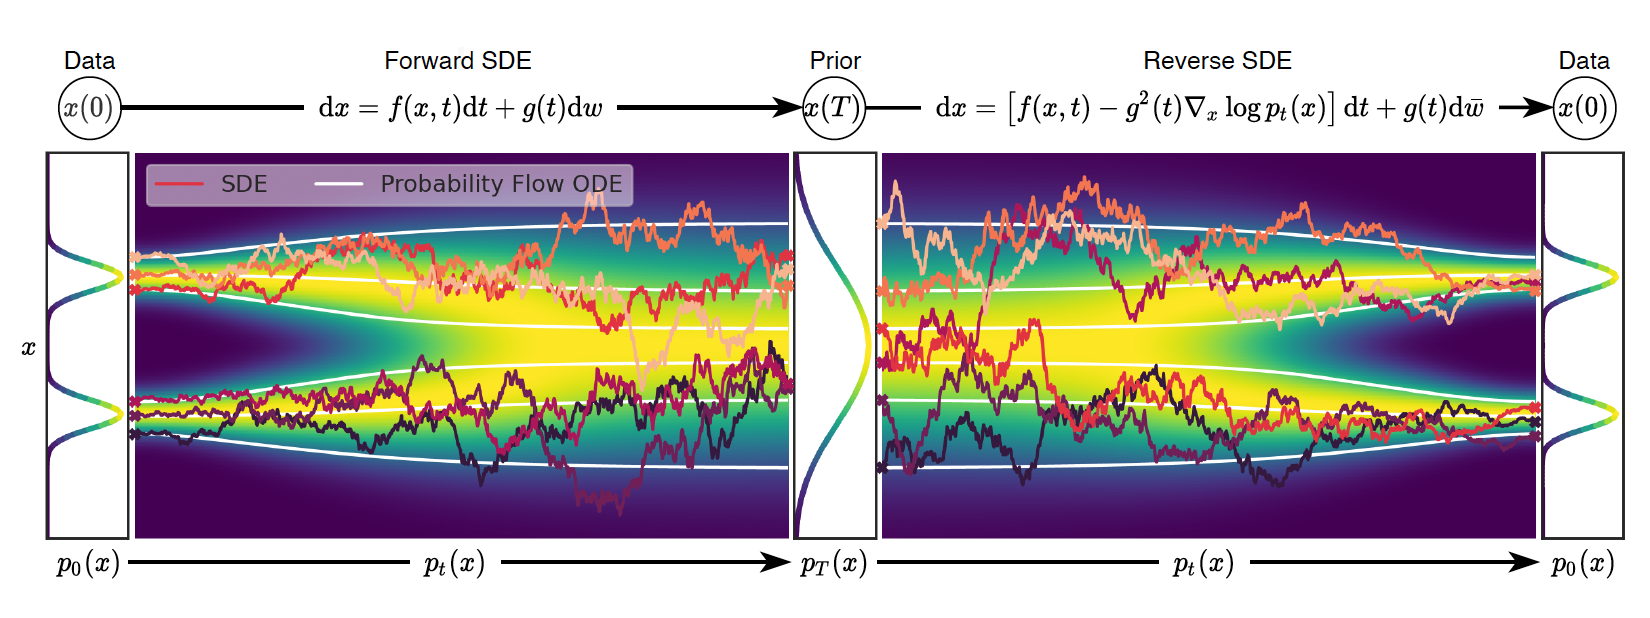 Data Forward SDE Prior Reverse SDE Data
x(0) dx = f(x, t)dt + g(t)dw x(T) dx = [f(x, t) − g²(t)∇ₓ log pₜ(x)] dt + g(t)dw̄ x(0)
SDE Probability Flow ODE
x
p₀(x) pₜ(x) p_T(x) pₜ(x) p₀(x)